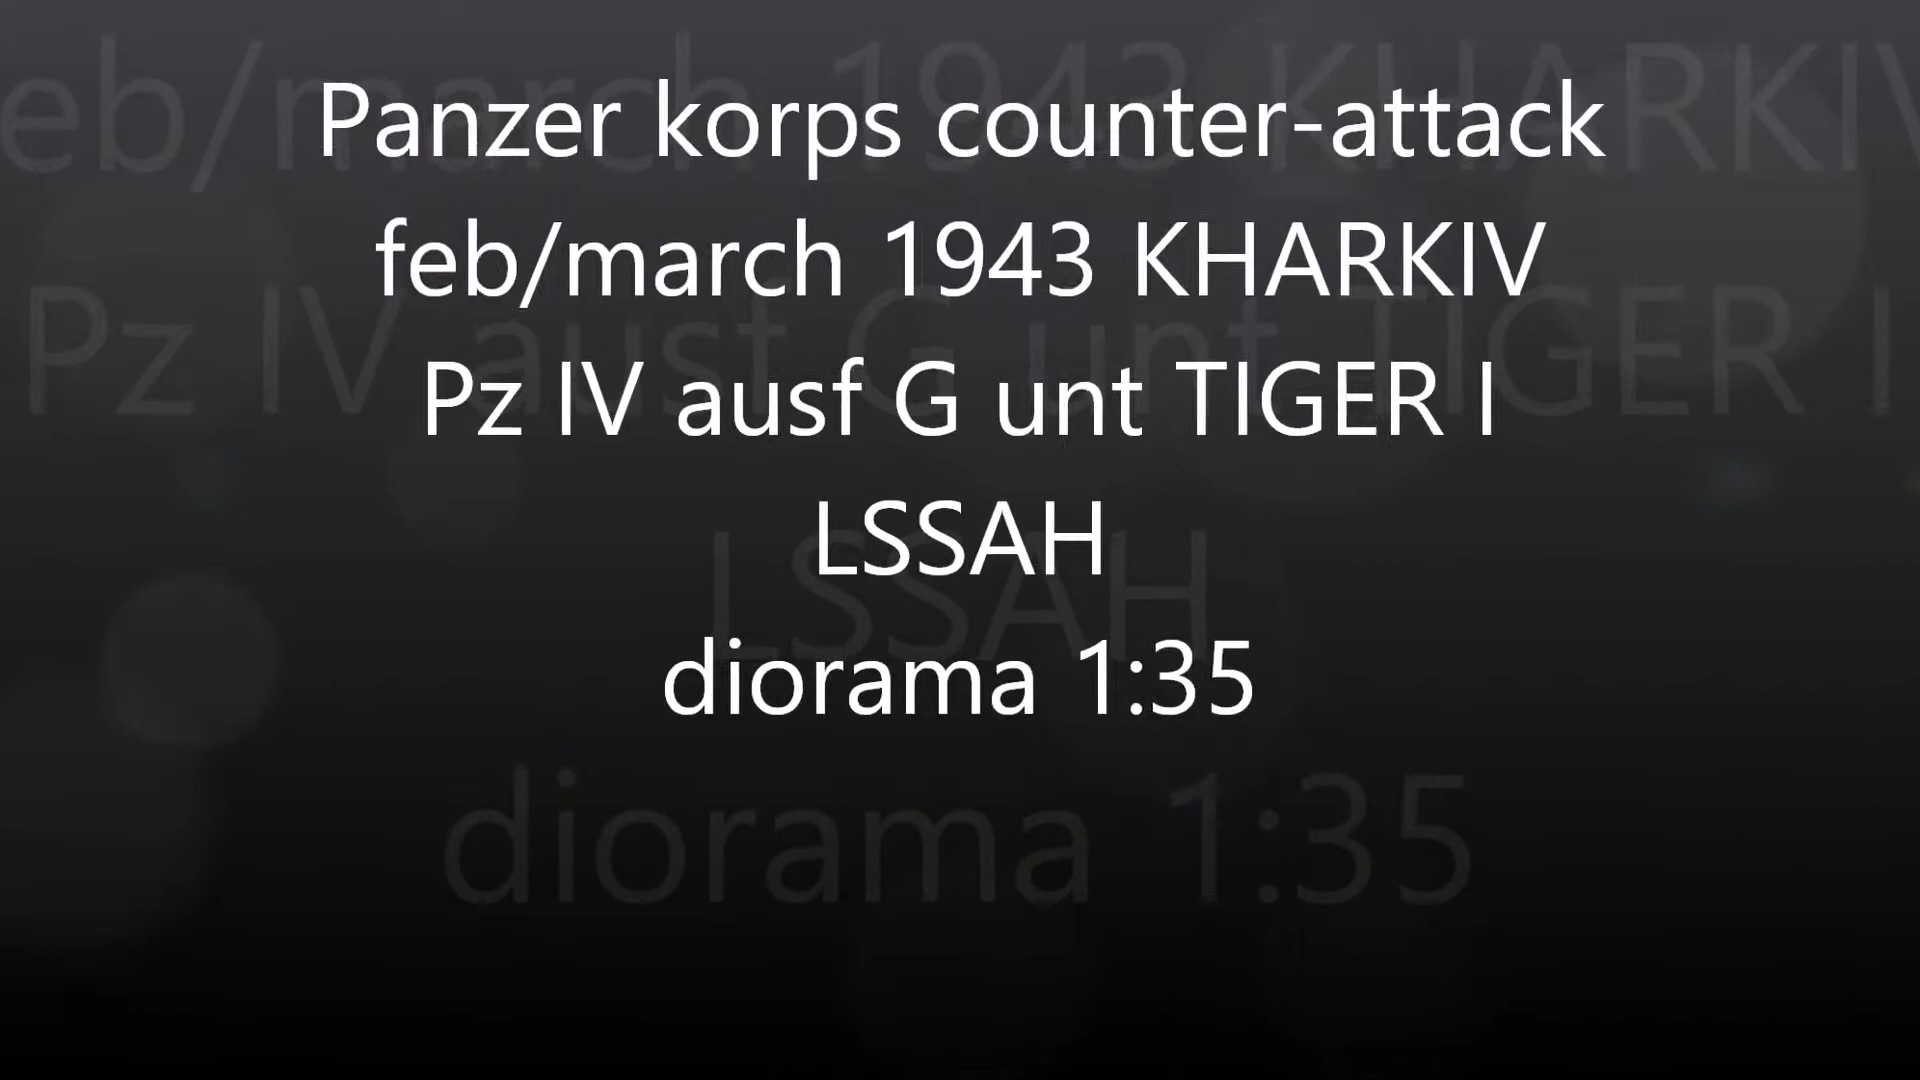 Panzer korps counter-attack
feb/march 1943 KHARKIV
Pz IV ausf G unt TIGER I
LSSAH
diorama 1:35